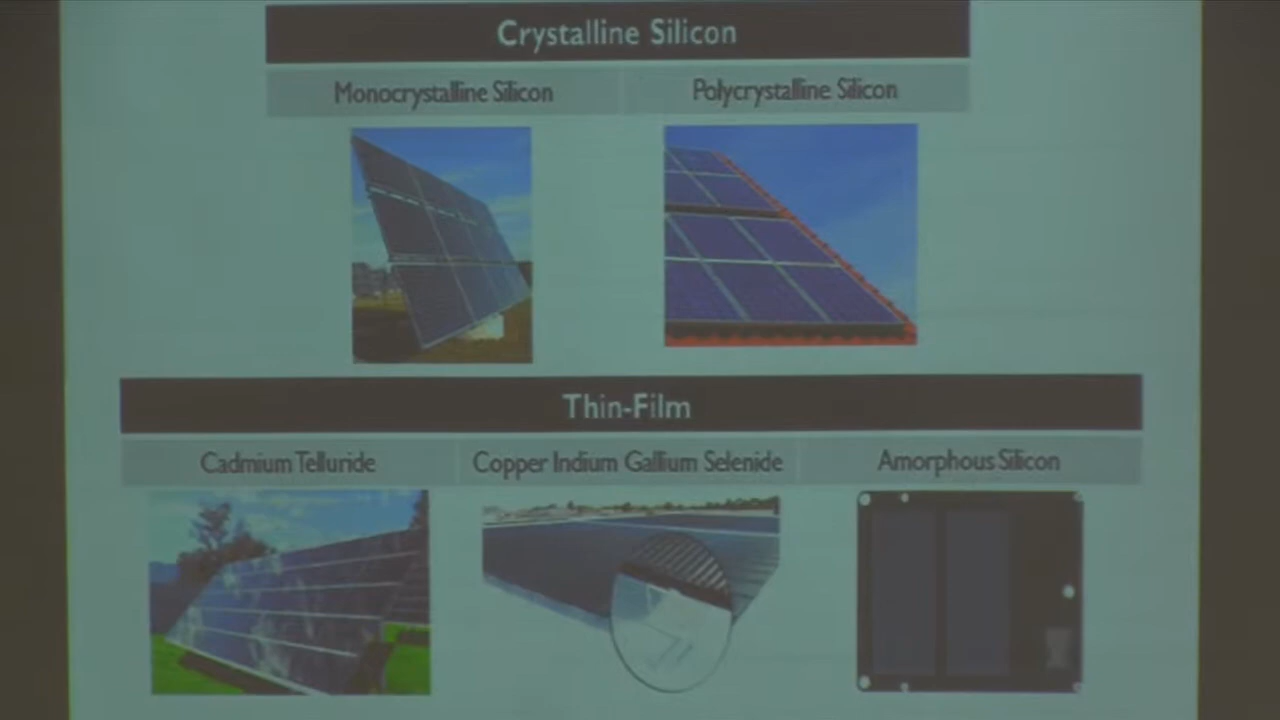 Crystalline Silicon
Monocrystalline Silicon
Polycrystalline Silicon
Thin-Film
Cadmium Telluride
Copper Indium Gallium Selenide
Amorphous Silicon